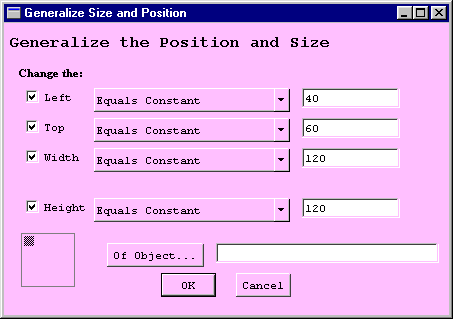 Generalize Size and Position
Generalize the Position and Size
Change the:
Left Equals Constant 40
Top Equals Constant 60
Width Equals Constant 120
Height Equals Constant 120
Of Object...
OK Cancel